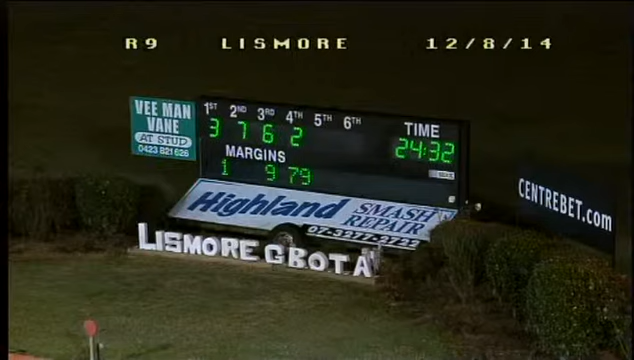 R9 LISMORE 12/8/14
VEE MAN
VANE
AT STUD
0423 821 626
1ST 2ND 3RD 4TH 5TH 6TH
3 7 6 2
TIME
24:32
MARGINS
1 9 79
Highland SMASH
REPAIR
07-3277-2722
CENTREBET.com
LISMORE GBOTA